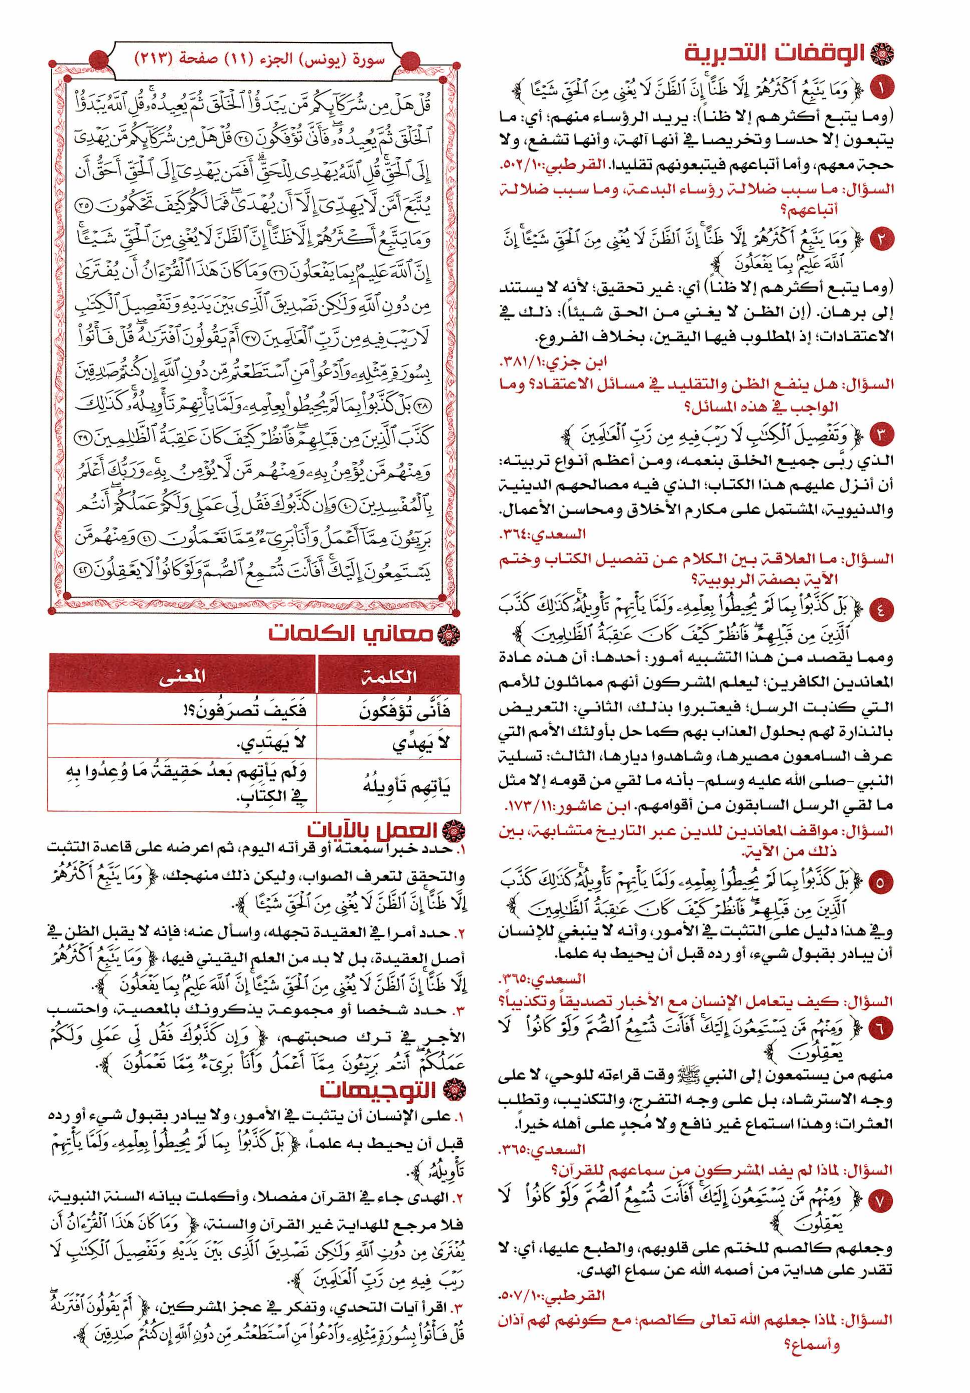 الوقفات التدبرية
١ ﴿ وَمَا يَتَّبِعُ أَكْثَرُهُمْ إِلَّا ظَنًّا ۚ إِنَّ الظَّنَّ لَا يُغْنِي مِنَ الْحَقِّ شَيْئًا ﴾
(وما يتبع أكثرهم إلا ظناً): يريد الرؤساء منهم؛ أي: ما
يتبعون إلا حدسا وتخريصا في أنها آلهة، وأنها تشفع، ولا
حجة معهم، وأما أتباعهم فيتبعونهم تقليدا. القرطبي:٥٠٢/١٠.
السؤال: ما سبب ضلالة رؤساء البدعة، وما سبب ضلالة
أتباعهم؟
٢ ﴿ وَمَا يَتَّبِعُ أَكْثَرُهُمْ إِلَّا ظَنًّا ۚ إِنَّ الظَّنَّ لَا يُغْنِي مِنَ الْحَقِّ شَيْئًا ۚ إِنَّ
اللَّهَ عَلِيمٌ بِمَا يَفْعَلُونَ ﴾
(وما يتبع أكثرهم إلا ظناً) أي: غير تحقيق؛ لأنه لا يستند
إلى برهان. (إن الظن لا يغني من الحق شيئاً): ذلك في
الاعتقادات؛ إذ المطلوب فيها اليقين، بخلاف الفروع.
ابن جزي:٣٨١/١.
السؤال: هل ينفع الظن والتقليد في مسائل الاعتقاد؟ وما
الواجب في هذه المسائل؟
٣ ﴿ وَتَفْصِيلَ الْكِتَابِ لَا رَيْبَ فِيهِ مِن رَّبِّ الْعَالَمِينَ ﴾
الذي ربَّى جميع الخلق بنعمه، ومن أعظم أنواع تربيته:
أن أنزل عليهم هذا الكتاب؛ الذي فيه مصالحهم الدينية
والدنيوية، المشتمل على مكارم الأخلاق ومحاسن الأعمال.
السعدي:٣٦٤.
السؤال: ما العلاقة بين الكلام عن تفصيل الكتاب وختم
الآية بصفة الربوبية؟
٤ ﴿ بَلْ كَذَّبُوا بِمَا لَمْ يُحِيطُوا بِعِلْمِهِ وَلَمَّا يَأْتِهِمْ تَأْوِيلُهُ ۚ كَذَٰلِكَ كَذَّبَ
الَّذِينَ مِن قَبْلِهِمْ ۖ فَانظُرْ كَيْفَ كَانَ عَاقِبَةُ الظَّالِمِينَ ﴾
ومما يقصد من هذا التشبيه أمور: أحدها: أن هذه عادة
المعاندين الكافرين؛ ليعلم المشركون أنهم مماثلون للأمم
التي كذبت الرسل؛ فيعتبروا بذلك، الثاني: التعريض
بالنذارة لهم بحلول العذاب بهم كما حل بأولئك الأمم التي
عرف السامعون مصيرها، وشاهدوا ديارها، الثالث: تسلية
النبي -صلى الله عليه وسلم- بأنه ما لقي من قومه إلا مثل
ما لقي الرسل السابقون من أقوامهم. ابن عاشور:١٧٣/١١.
السؤال: مواقف المعاندين للدين عبر التاريخ متشابهة، بين
ذلك من الآية.
٥ ﴿ بَلْ كَذَّبُوا بِمَا لَمْ يُحِيطُوا بِعِلْمِهِ وَلَمَّا يَأْتِهِمْ تَأْوِيلُهُ ۚ كَذَٰلِكَ كَذَّبَ
الَّذِينَ مِن قَبْلِهِمْ ۖ فَانظُرْ كَيْفَ كَانَ عَاقِبَةُ الظَّالِمِينَ ﴾
وفي هذا دليل على التثبت في الأمور، وأنه لا ينبغي للإنسان
أن يبادر بقبول شيء، أو رده قبل أن يحيط به علماً.
السعدي:٣٦٥.
السؤال: كيف يتعامل الإنسان مع الأخبار تصديقاً وتكذيباً؟
٦ ﴿ وَمِنْهُم مَّن يَسْتَمِعُونَ إِلَيْكَ ۚ أَفَأَنتَ تُسْمِعُ الصُّمَّ وَلَوْ كَانُوا لَا
يَعْقِلُونَ ﴾
منهم من يستمعون إلى النبي ﷺ وقت قراءته للوحي، لا على
وجه الاسترشاد، بل على وجه التفرج، والتكذيب، وتطلب
العثرات؛ وهذا استماع غير نافع ولا مُجدٍ على أهله خيراً.
السعدي:٣٦٥.
السؤال: لماذا لم يفد المشركون من سماعهم للقرآن؟
٧ ﴿ وَمِنْهُم مَّن يَسْتَمِعُونَ إِلَيْكَ ۚ أَفَأَنتَ تُسْمِعُ الصُّمَّ وَلَوْ كَانُوا لَا
يَعْقِلُونَ ﴾
وجعلهم كالصم للختم على قلوبهم، والطبع عليها، أي: لا
تقدر على هداية من أصمه الله عن سماع الهدى.
القرطبي:٥٠٧/١٠.
السؤال: لماذا جعلهم الله تعالى كالصم؛ مع كونهم لهم آذان
وأسماع؟
سورة (يونس) الجزء (١١) صفحة (٢١٣)
قُلْ هَلْ مِن شُرَكَائِكُم مَّن يَبْدَؤُا الْخَلْقَ ثُمَّ يُعِيدُهُ ۚ قُلِ اللَّهُ يَبْدَؤُا
الْخَلْقَ ثُمَّ يُعِيدُهُ ۖ فَأَنَّىٰ تُؤْفَكُونَ ٣٤ قُلْ هَلْ مِن شُرَكَائِكُم مَّن يَهْدِي
إِلَى الْحَقِّ ۚ قُلِ اللَّهُ يَهْدِي لِلْحَقِّ ۗ أَفَمَن يَهْدِي إِلَى الْحَقِّ أَحَقُّ أَن
يُتَّبَعَ أَمَّن لَّا يَهِدِّي إِلَّا أَن يُهْدَىٰ ۖ فَمَا لَكُمْ كَيْفَ تَحْكُمُونَ ٣٥
وَمَا يَتَّبِعُ أَكْثَرُهُمْ إِلَّا ظَنًّا ۚ إِنَّ الظَّنَّ لَا يُغْنِي مِنَ الْحَقِّ شَيْئًا ۚ
إِنَّ اللَّهَ عَلِيمٌ بِمَا يَفْعَلُونَ ٣٦ وَمَا كَانَ هَٰذَا الْقُرْءَانُ أَن يُفْتَرَىٰ
مِن دُونِ اللَّهِ وَلَٰكِن تَصْدِيقَ الَّذِي بَيْنَ يَدَيْهِ وَتَفْصِيلَ الْكِتَابِ
لَا رَيْبَ فِيهِ مِن رَّبِّ الْعَالَمِينَ ٣٧ أَمْ يَقُولُونَ افْتَرَاهُ ۖ قُلْ فَأْتُوا
بِسُورَةٍ مِّثْلِهِ وَادْعُوا مَنِ اسْتَطَعْتُم مِّن دُونِ اللَّهِ إِن كُنتُمْ صَادِقِينَ
٣٨ بَلْ كَذَّبُوا بِمَا لَمْ يُحِيطُوا بِعِلْمِهِ وَلَمَّا يَأْتِهِمْ تَأْوِيلُهُ ۚ كَذَٰلِكَ
كَذَّبَ الَّذِينَ مِن قَبْلِهِمْ ۖ فَانظُرْ كَيْفَ كَانَ عَاقِبَةُ الظَّالِمِينَ ٣٩
وَمِنْهُم مَّن يُؤْمِنُ بِهِ وَمِنْهُم مَّن لَّا يُؤْمِنُ بِهِ ۚ وَرَبُّكَ أَعْلَمُ
بِالْمُفْسِدِينَ ٤٠ وَإِن كَذَّبُوكَ فَقُل لِّي عَمَلِي وَلَكُمْ عَمَلُكُمْ ۖ أَنتُم
بَرِيئُونَ مِمَّا أَعْمَلُ وَأَنَا بَرِيءٌ مِّمَّا تَعْمَلُونَ ٤١ وَمِنْهُم مَّن
يَسْتَمِعُونَ إِلَيْكَ ۚ أَفَأَنتَ تُسْمِعُ الصُّمَّ وَلَوْ كَانُوا لَا يَعْقِلُونَ ٤٢
معاني الكلمات
الكلمة المعنى
فَأَنَّى تُؤْفَكُونَ فَكَيفَ تُصرَفُونَ؟!
لاَ يَهِدِّي لاَ يَهتَدِي.
يَأتِهِم تَأوِيلُهُ وَلَم يَأتِهِم بَعدُ حَقِيقَةُ مَا وُعِدُوا بِهِ
فِي الكِتَابِ.
العمل بالآيات
١. حدد خبراً سمعته أو قرأته اليوم، ثم اعرضه على قاعدة التثبت
والتحقق لتعرف الصواب، وليكن ذلك منهجك، ﴿ وَمَا يَتَّبِعُ أَكْثَرُهُمْ
إِلَّا ظَنًّا ۚ إِنَّ الظَّنَّ لَا يُغْنِي مِنَ الْحَقِّ شَيْئًا ﴾.
٢. حدد أمرا في العقيدة تجهله، واسأل عنه؛ فإنه لا يقبل الظن في
أصل العقيدة، بل لا بد من العلم اليقيني فيها، ﴿ وَمَا يَتَّبِعُ أَكْثَرُهُمْ
إِلَّا ظَنًّا ۚ إِنَّ الظَّنَّ لَا يُغْنِي مِنَ الْحَقِّ شَيْئًا ۚ إِنَّ اللَّهَ عَلِيمٌ بِمَا يَفْعَلُونَ ﴾.
٣. حدد شخصا أو مجموعة يذكرونك بالمعصية، واحتسب
الأجر في ترك صحبتهم، ﴿ وَإِن كَذَّبُوكَ فَقُل لِّي عَمَلِي وَلَكُمْ
عَمَلُكُمْ ۖ أَنتُم بَرِيئُونَ مِمَّا أَعْمَلُ وَأَنَا بَرِيءٌ مِّمَّا تَعْمَلُونَ ﴾.
التوجيهات
١. على الإنسان أن يتثبت في الأمور، ولا يبادر بقبول شيء أو رده
قبل أن يحيط به علماً، ﴿ بَلْ كَذَّبُوا بِمَا لَمْ يُحِيطُوا بِعِلْمِهِ وَلَمَّا يَأْتِهِمْ
تَأْوِيلُهُ ﴾.
٢. الهدى جاء في القرآن مفصلا، وأكملت بيانه السنة النبوية،
فلا مرجع للهداية غير القرآن والسنة، ﴿ وَمَا كَانَ هَٰذَا الْقُرْءَانُ أَن
يُفْتَرَىٰ مِن دُونِ اللَّهِ وَلَٰكِن تَصْدِيقَ الَّذِي بَيْنَ يَدَيْهِ وَتَفْصِيلَ الْكِتَابِ لَا
رَيْبَ فِيهِ مِن رَّبِّ الْعَالَمِينَ ﴾.
٣. اقرأ آيات التحدي، وتفكر في عجز المشركين، ﴿ أَمْ يَقُولُونَ افْتَرَاهُ ۖ
قُلْ فَأْتُوا بِسُورَةٍ مِّثْلِهِ وَادْعُوا مَنِ اسْتَطَعْتُم مِّن دُونِ اللَّهِ إِن كُنتُمْ صَادِقِينَ ﴾.